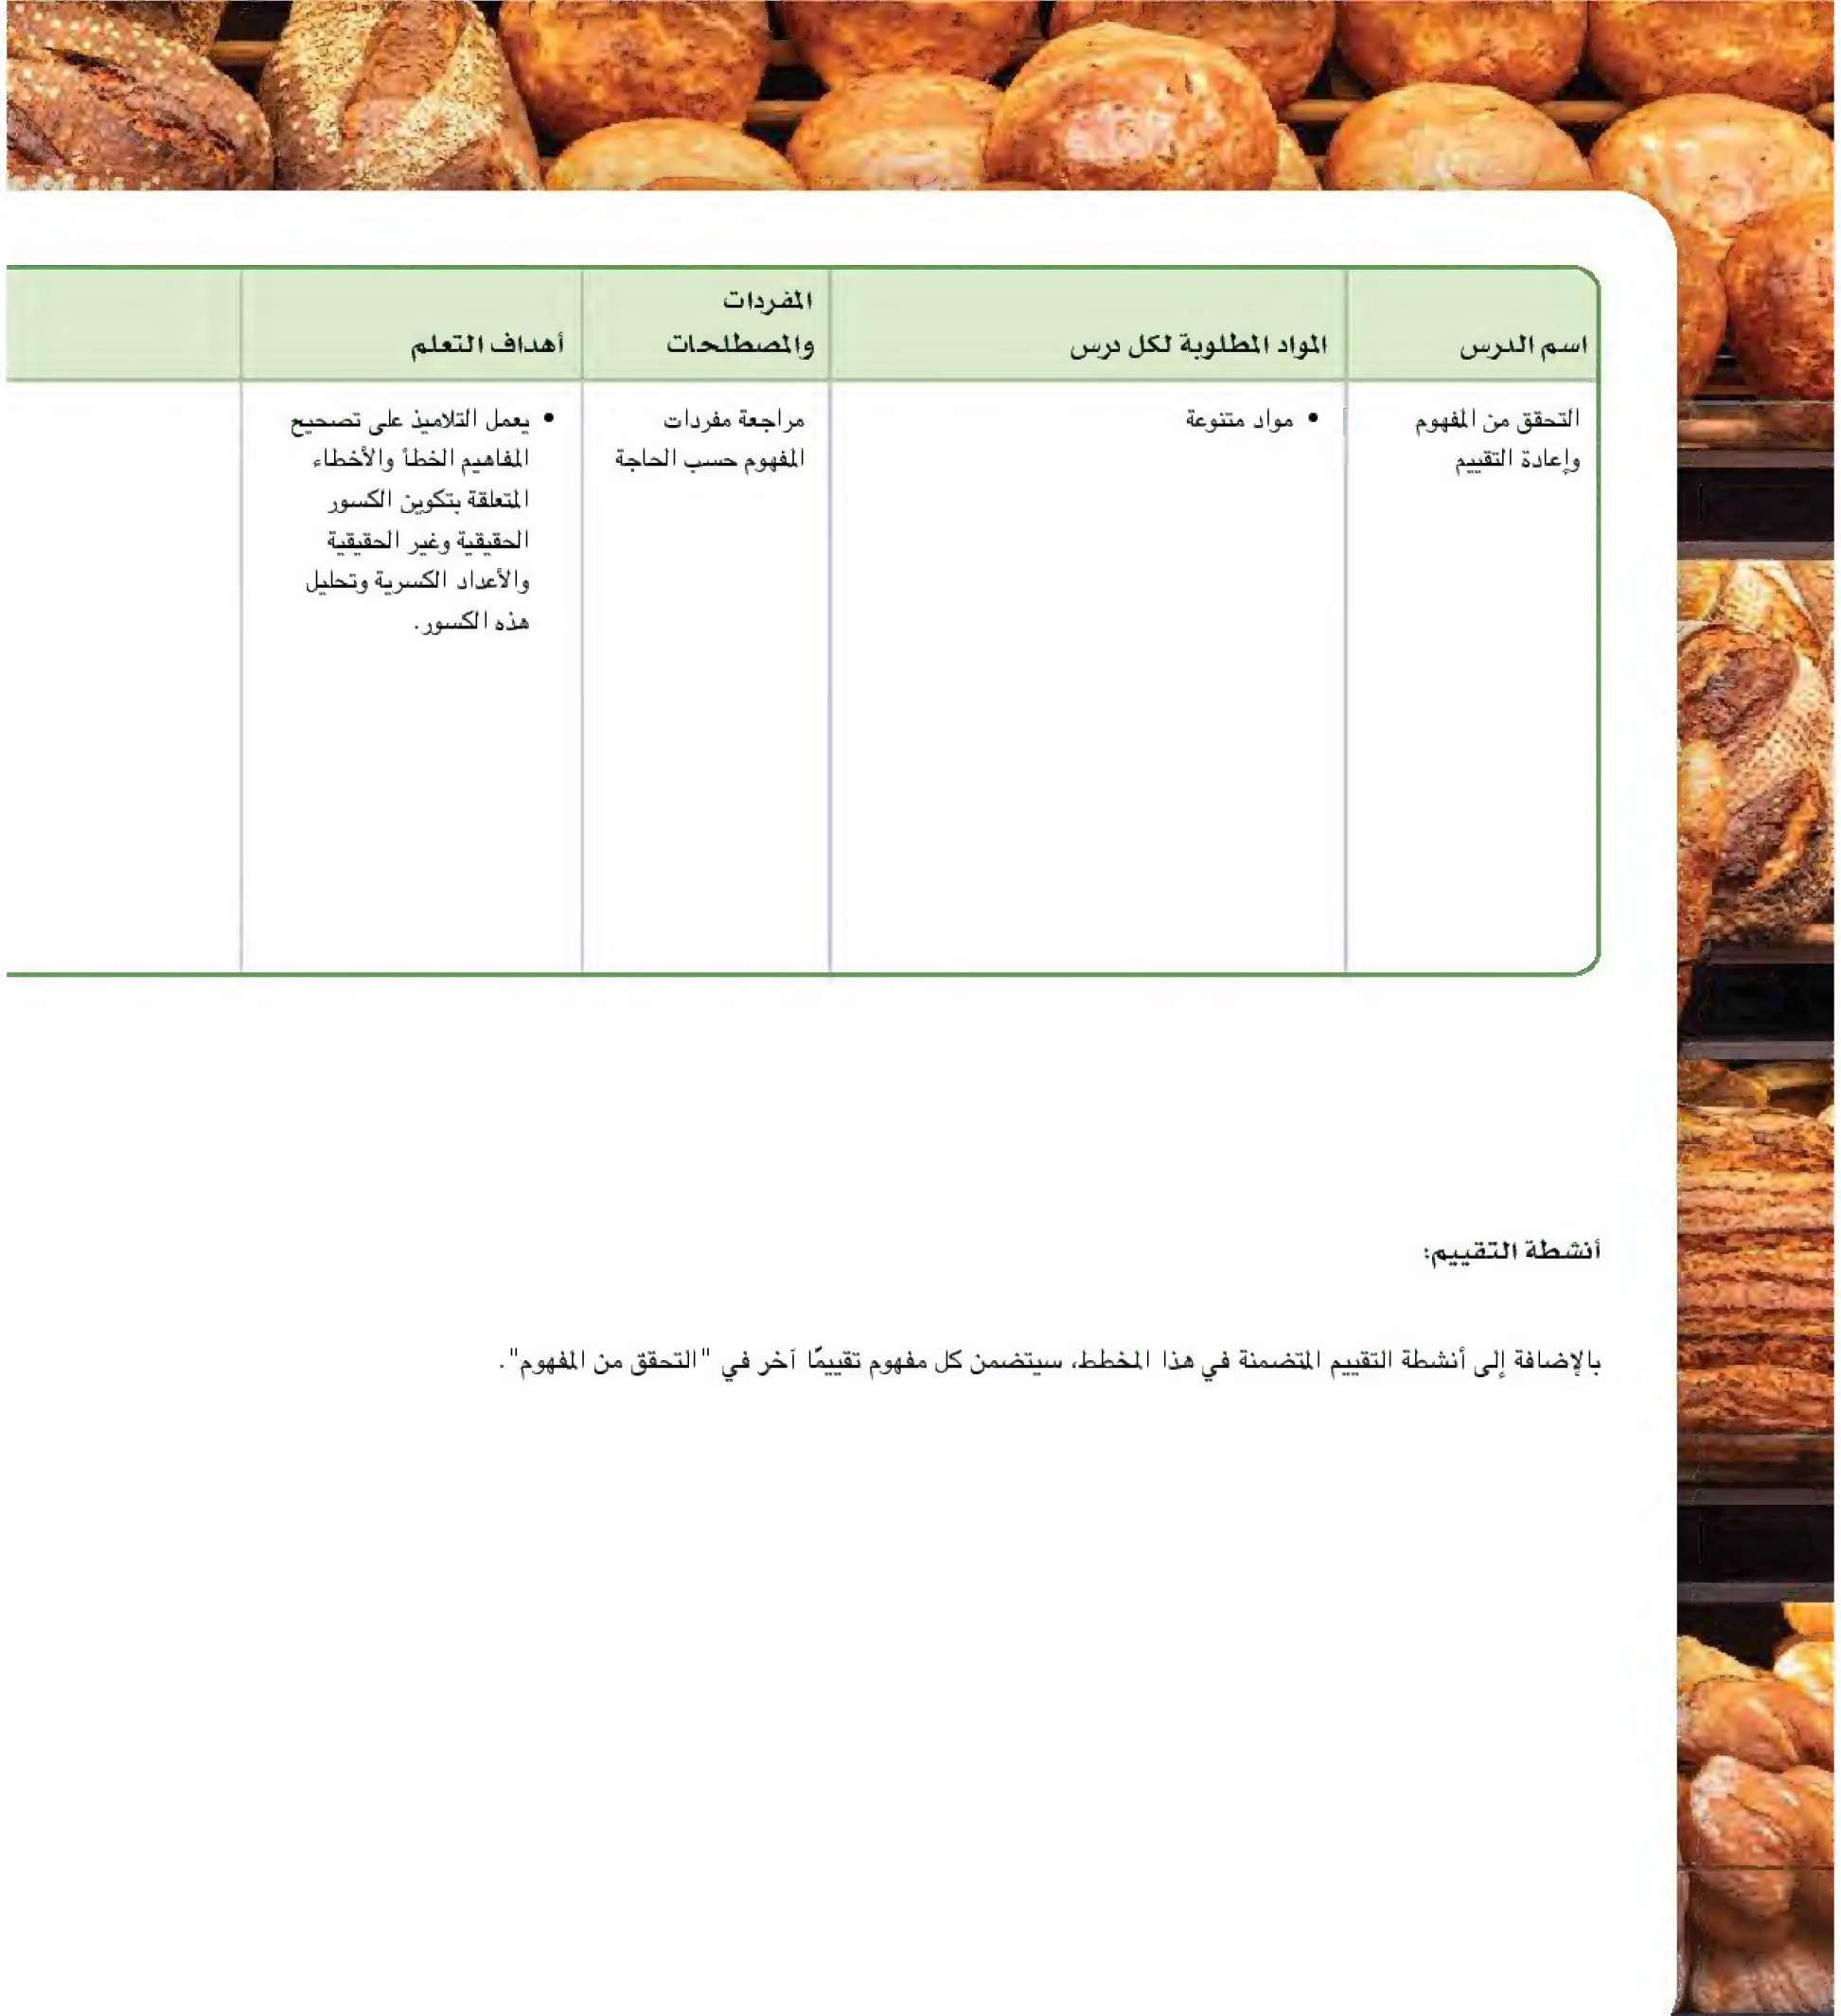 اسم الدرس
المواد المطلوبة لكل درس
المفردات
والمصطلحات
أهداف التعلم
التحقق من المفهوم
وإعادة التقييم
• مواد متنوعة
مراجعة مفردات
المفهوم حسب الحاجة
• يعمل التلاميذ على تصحيح
المفاهيم الخطأ والأخطاء
المتعلقة بتكوين الكسور
الحقيقية وغير الحقيقية
والأعداد الكسرية وتحليل
هذه الكسور.
أنشطة التقييم:
بالإضافة إلى أنشطة التقييم المتضمنة في هذا المخطط، سيتضمن كل مفهوم تقييمًا آخر في "التحقق من المفهوم".